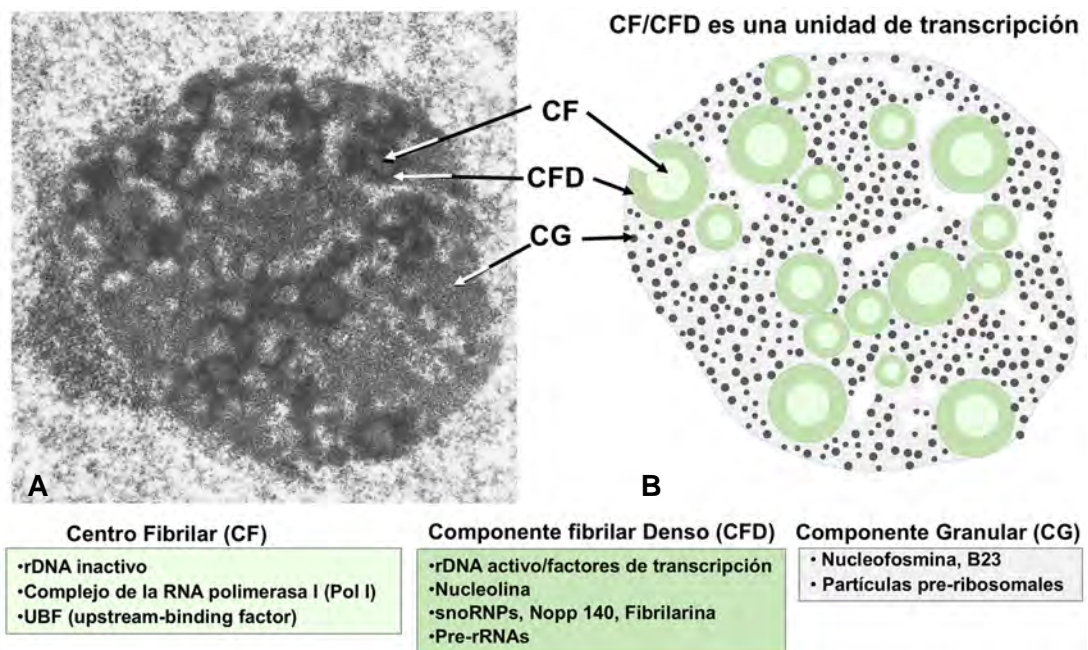 CF/CFD es una unidad de transcripción
CF
CFD
CG
A
B
Centro Fibrilar (CF)
•rDNA inactivo
•Complejo de la RNA polimerasa I (Pol I)
•UBF (upstream-binding factor)
Componente fibrilar Denso (CFD)
•rDNA activo/factores de transcripción
•Nucleolina
•snoRNPs, Nopp 140, Fibrilarina
•Pre-rRNAs
Componente Granular (CG)
• Nucleofosmina, B23
• Partículas pre-ribosomales